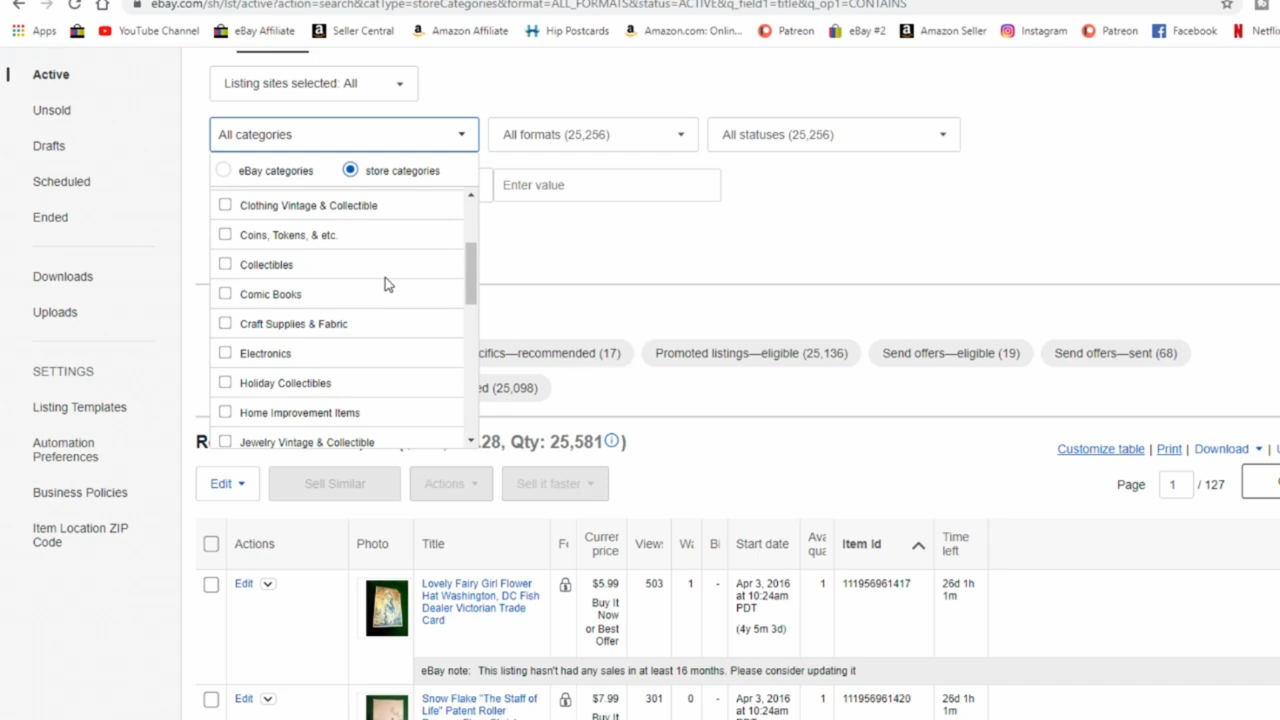 ebay.com/sh/lst/active?action=search&catType=storeCategories&format=ALL_FORMATS&status=ACTIVE&q_field1=title&q_op1=CONTAINS
Apps YouTube Channel eBay Affiliate Seller Central Amazon Affiliate Hip Postcards Amazon.com: Onli... Patreon eBay #2 Amazon Seller Instagram Patreon Facebook Netfli
Active
Unsold
Drafts
Scheduled
Ended
Downloads
Uploads
SETTINGS
Listing Templates
Automation
Preferences
Business Policies
Item Location ZIP
Code
Listing sites selected: All
All categories All formats (25,256) All statuses (25,256)
eBay categories store categories
Enter value
Clothing Vintage & Collectible
Coins, Tokens, & etc.
Collectibles
Comic Books
Craft Supplies & Fabric
Electronics
Holiday Collectibles
Home Improvement Items
Jewelry Vintage & Collectible
cifics—recommended (17) Promoted listings—eligible (25,136) Send offers—eligible (19) Send offers—sent (68)
ed (25,098)
R .28, Qty: 25,581 )
Customize table | Print | Download |
Edit Sell Similar Actions Sell it faster
Page 1 / 127
Actions Photo Title Curren price View Wa Bi Start date Ava qua Item Id Time left
Edit
Lovely Fairy Girl Flower
Hat Washington, DC Fish
Dealer Victorian Trade
Card
$5.99
Buy It
Now
or Best
Offer
503 1 -
Apr 3, 2016
at 10:24am
PDT
(4y 5m 3d)
1 111956961417
26d 1h
1m
eBay note: This listing hasn't had any sales in at least 16 months. Please consider updating it
Edit
Snow Flake "The Staff of
Life" Patent Roller
$7.99
Buy It
301 0 -
Apr 3, 2016
at 10:24am
1 111956961420
26d 1h
1m